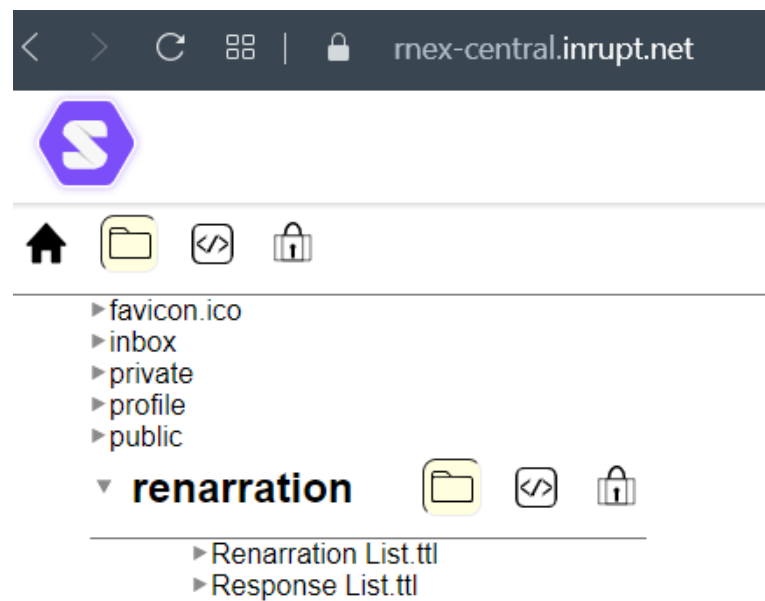 rnex-central.inrupt.net
favicon.ico
inbox
private
profile
public
renarration
Renarration List.ttl
Response List.ttl